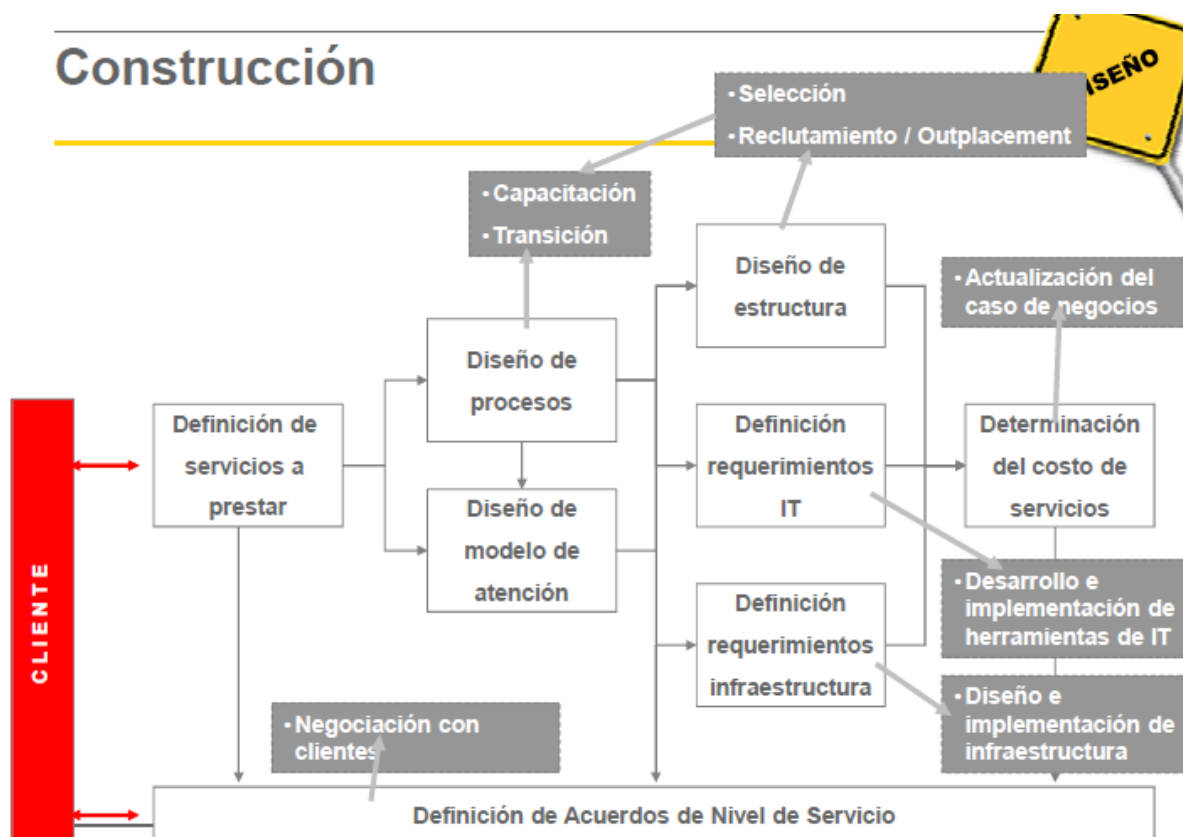 Construcción
DISEÑO
• Selección
• Reclutamiento / Outplacement
• Capacitación
• Transición
Diseño de
estructura
• Actualización del
caso de negocios
Diseño de
procesos
Definición de
servicios a
prestar
Definición
requerimientos
IT
Determinación
del costo de
servicios
Diseño de
modelo de
atención
CLIENTE
• Desarrollo e
implementación de
herramientas de IT
Definición
requerimientos
infraestructura
• Diseño e
implementación de
infraestructura
• Negociación con
clientes
Definición de Acuerdos de Nivel de Servicio